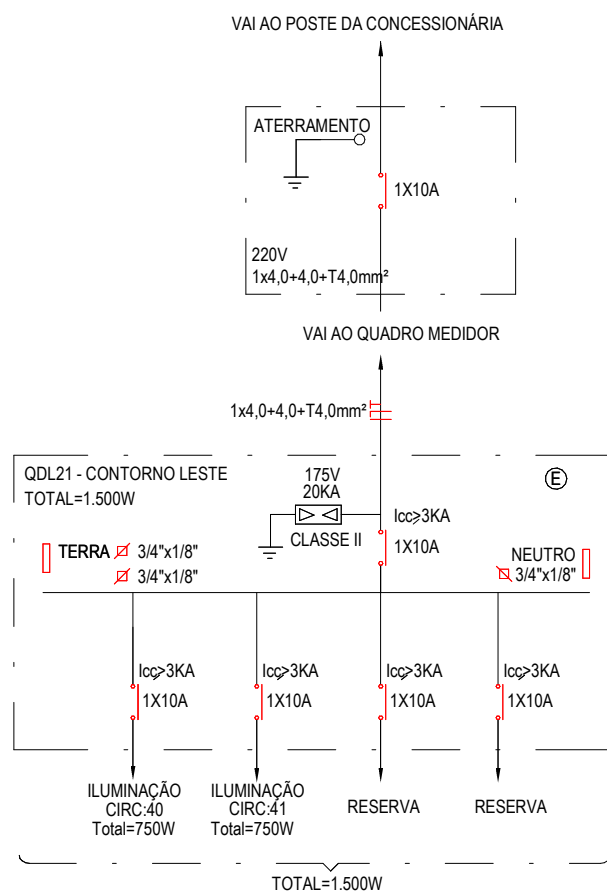 VAI AO POSTE DA CONCESSIONÁRIA
ATERRAMENTO
1X10A
220V
1x4,0+4,0+T4,0mm²
VAI AO QUADRO MEDIDOR
1x4,0+4,0+T4,0mm²
QDL21 - CONTORNO LESTE
TOTAL=1.500W
175V
20KA
CLASSE II
E
Icc>3KA
1X10A
TERRA
3/4"x1/8"
3/4"x1/8"
NEUTRO
3/4"x1/8"
Icc>3KA
1X10A
Icc>3KA
1X10A
Icc>3KA
1X10A
Icc>3KA
1X10A
ILUMINAÇÃO
CIRC:40
Total=750W
ILUMINAÇÃO
CIRC:41
Total=750W
RESERVA
RESERVA
TOTAL=1.500W